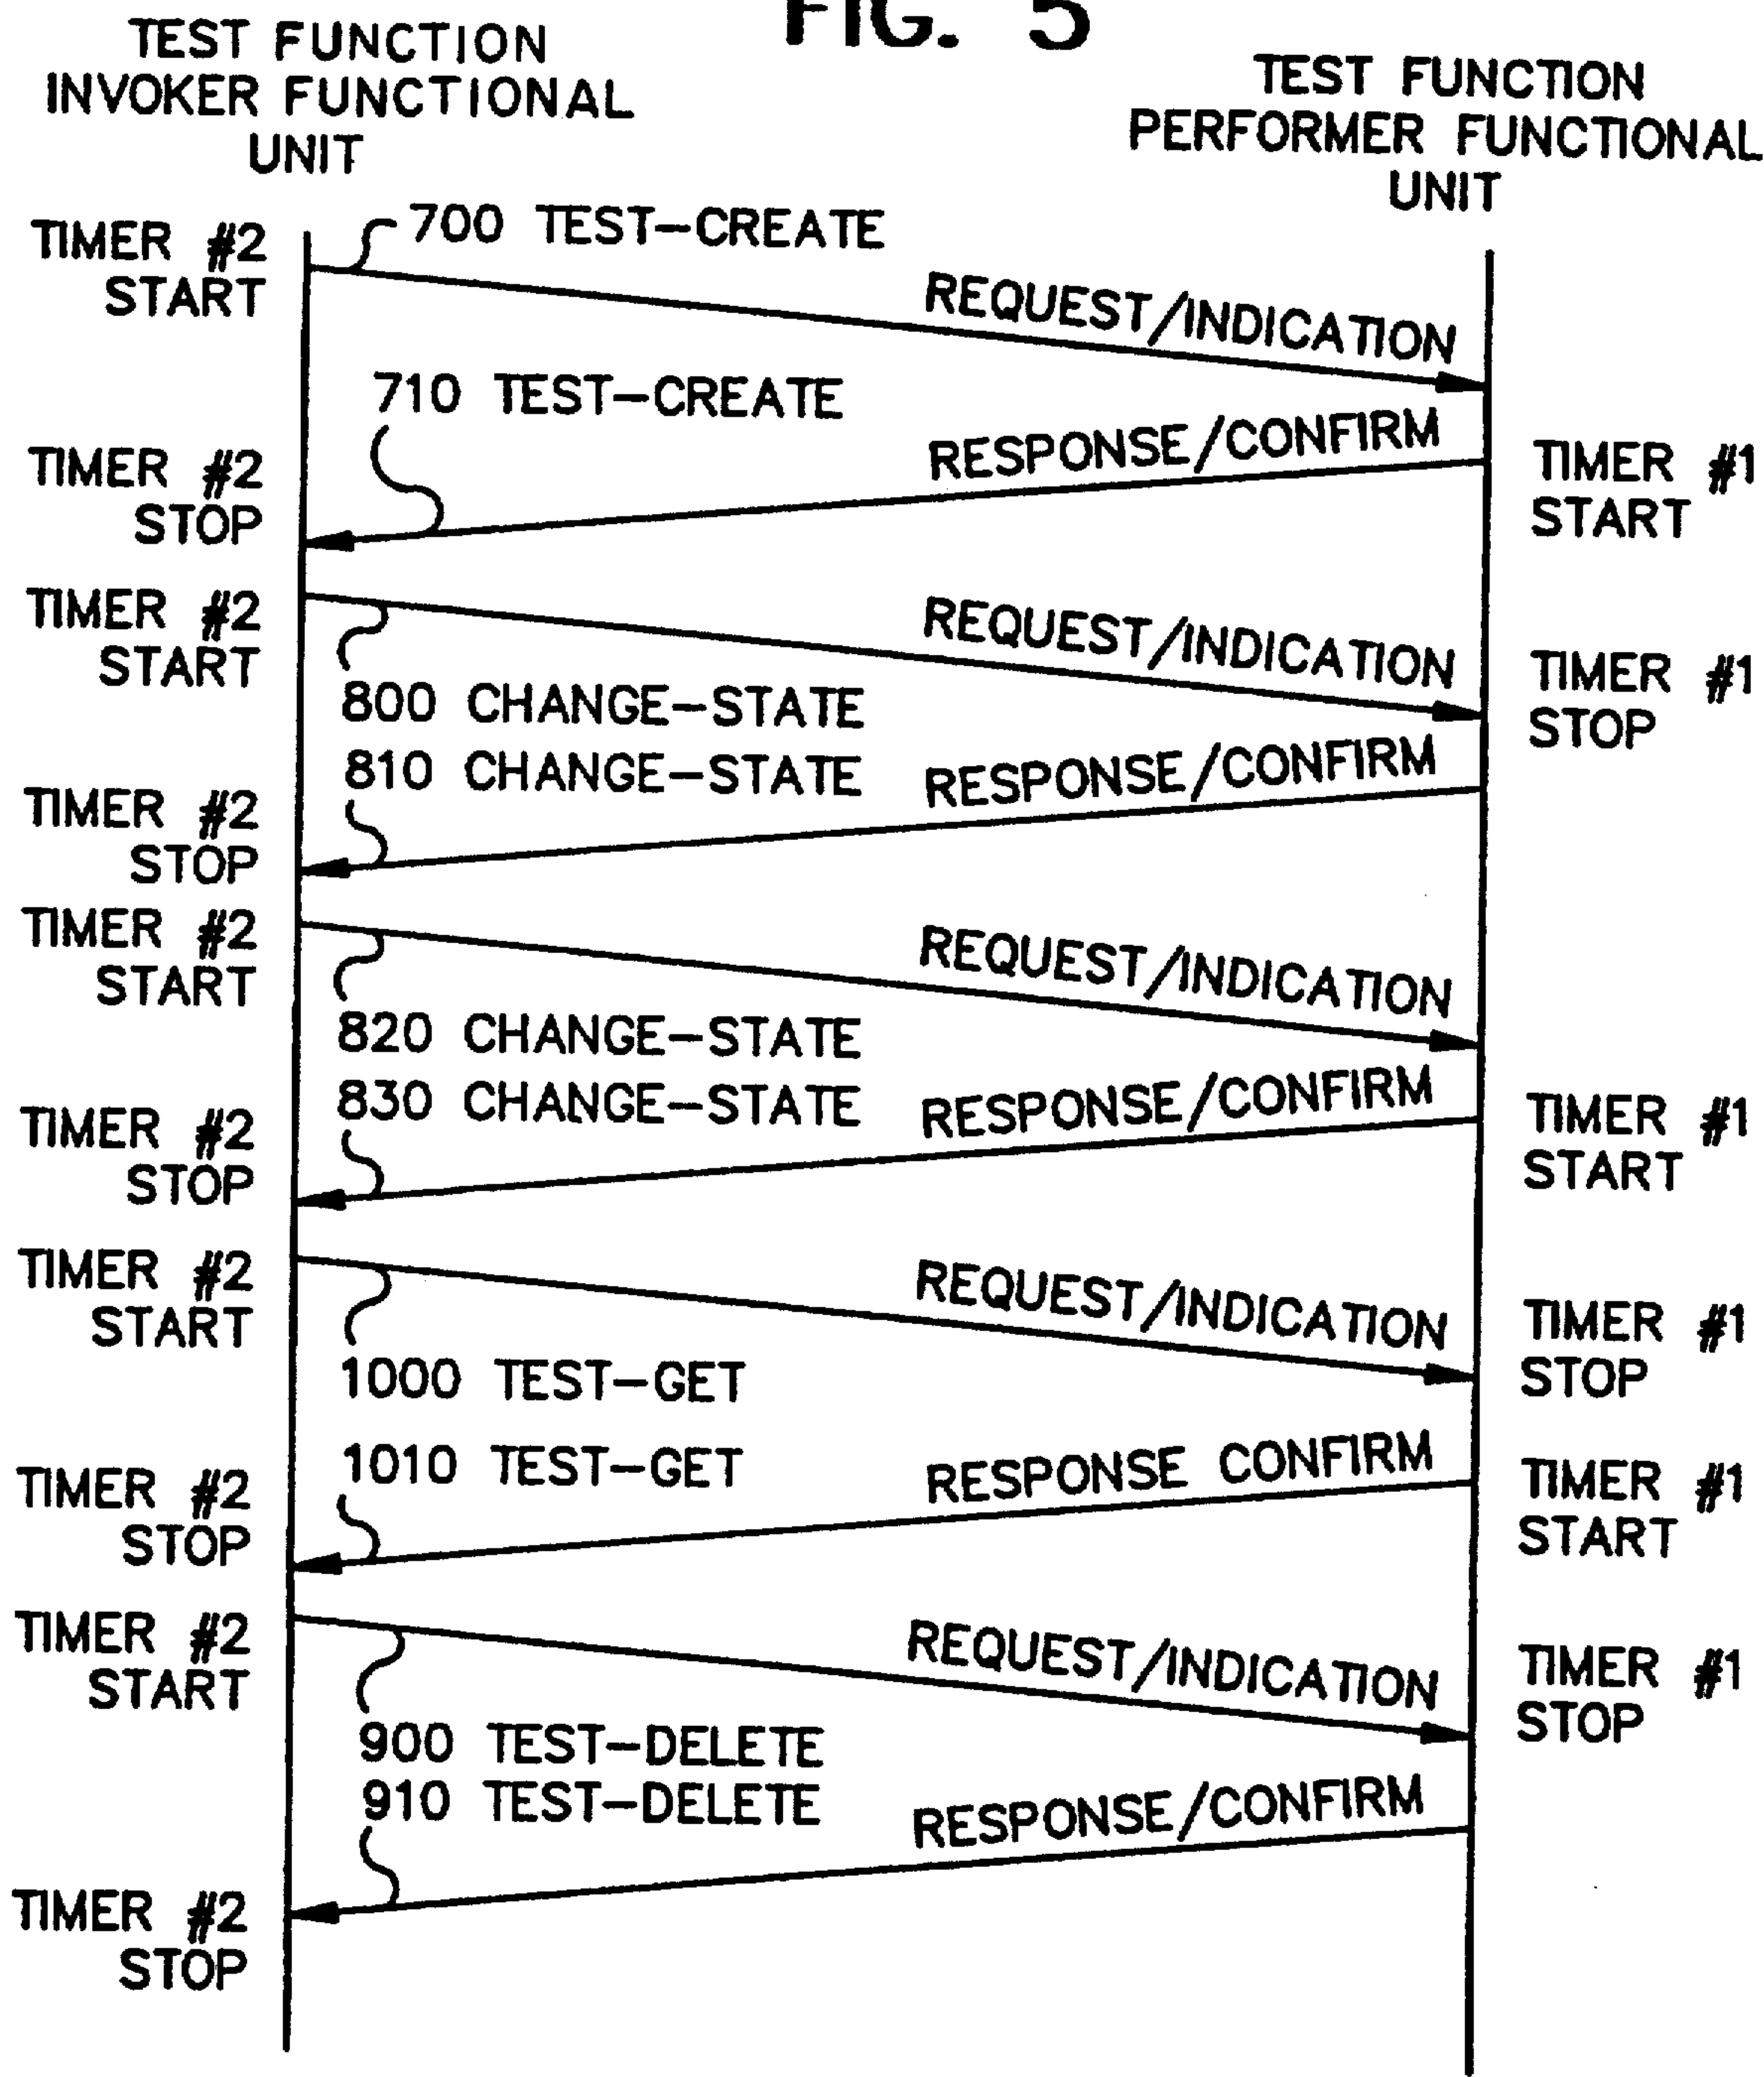 FIG. 5
TEST FUNCTION
INVOKER FUNCTIONAL
UNIT
TEST FUNCTION
PERFORMER FUNCTIONAL
UNIT
TIMER #2
START
700 TEST-CREATE
REQUEST/INDICATION
710 TEST-CREATE
RESPONSE/CONFIRM
TIMER #2
STOP
TIMER #1
START
TIMER #2
START
REQUEST/INDICATION
TIMER #1
STOP
800 CHANGE-STATE
810 CHANGE-STATE
RESPONSE/CONFIRM
TIMER #2
STOP
TIMER #2
START
REQUEST/INDICATION
820 CHANGE-STATE
830 CHANGE-STATE
RESPONSE/CONFIRM
TIMER #2
STOP
TIMER #1
START
TIMER #2
START
REQUEST/INDICATION
TIMER #1
STOP
1000 TEST-GET
1010 TEST-GET
RESPONSE CONFIRM
TIMER #2
STOP
TIMER #1
START
TIMER #2
START
REQUEST/INDICATION
TIMER #1
STOP
900 TEST-DELETE
910 TEST-DELETE
RESPONSE/CONFIRM
TIMER #2
STOP